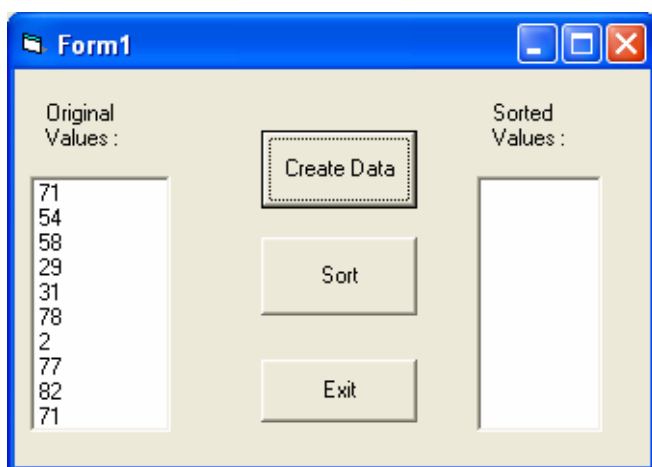 Form1
Original
Values :
71
54
58
29
31
78
2
77
82
71
Create Data
Sort
Exit
Sorted
Values :